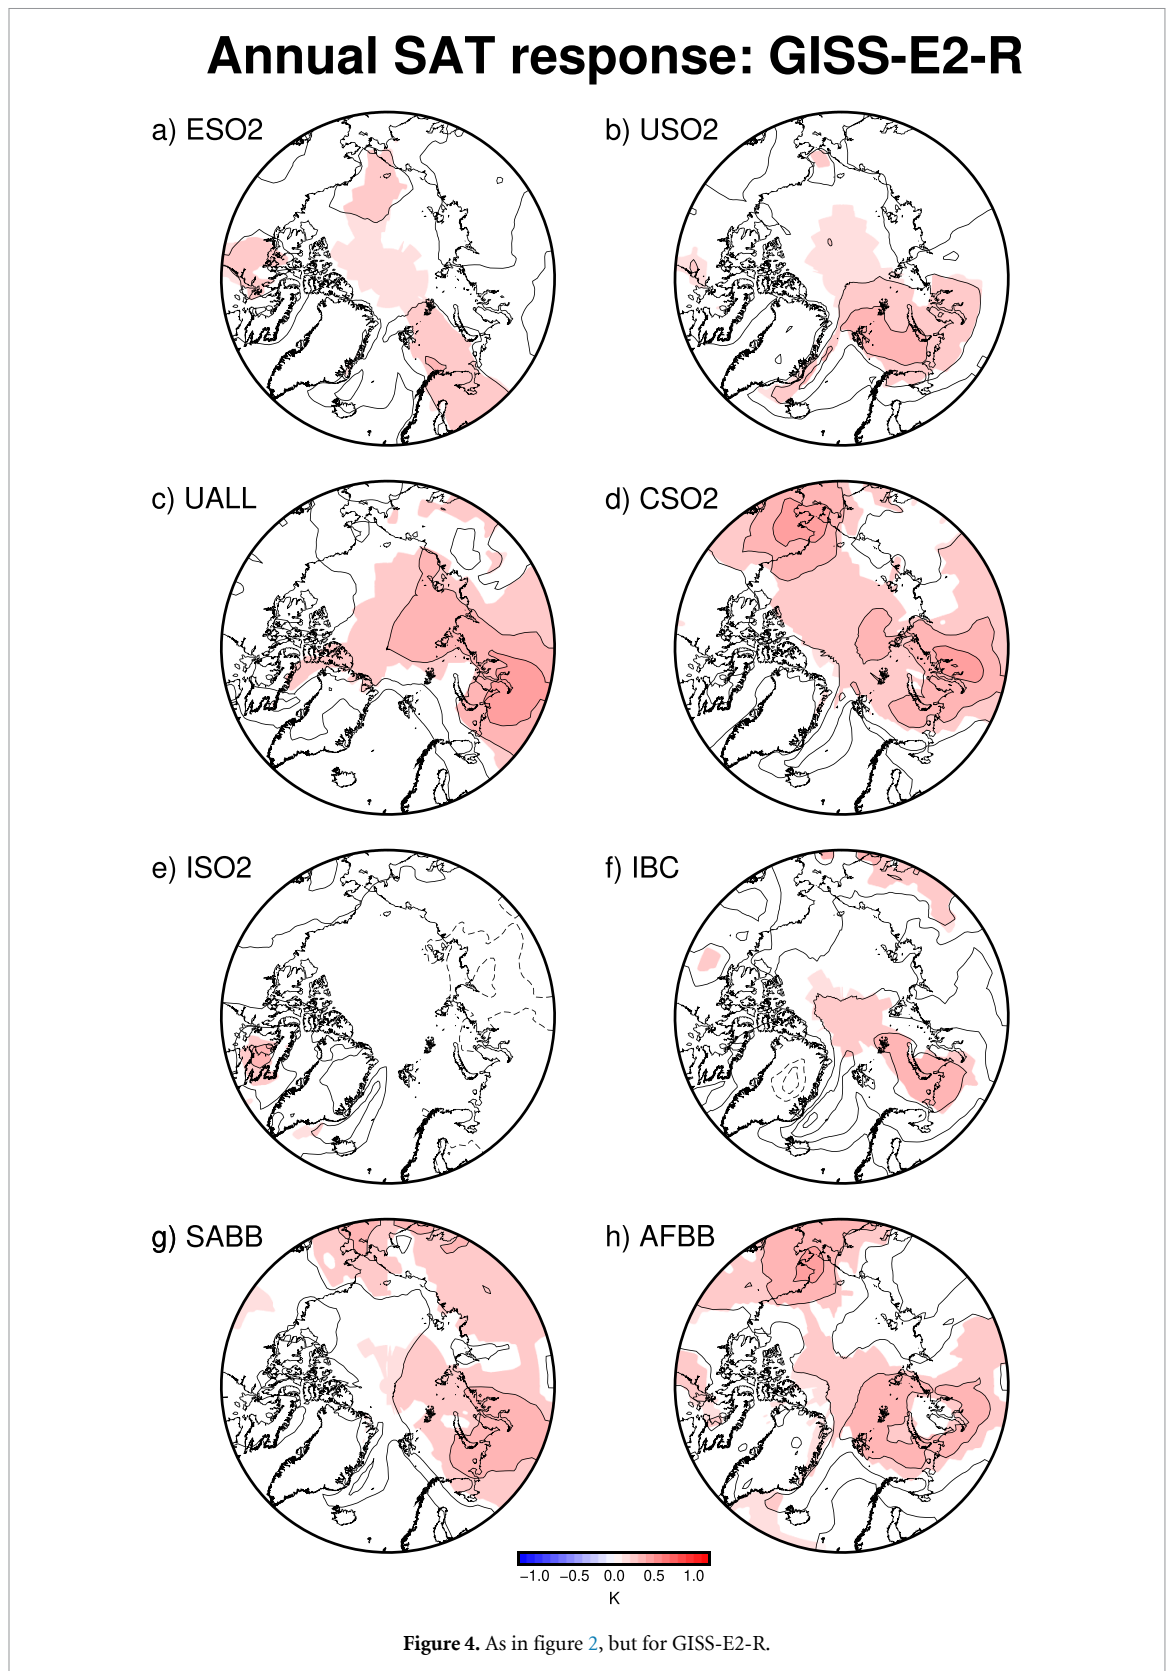 Annual SAT response: GISS-E2-R
a) ESO2
b) USO2
c) UALL
d) CSO2
e) ISO2
f) IBC
g) SABB
h) AFBB
−1.0 −0.5 0.0 0.5 1.0
K
Figure 4. As in figure 2, but for GISS-E2-R.